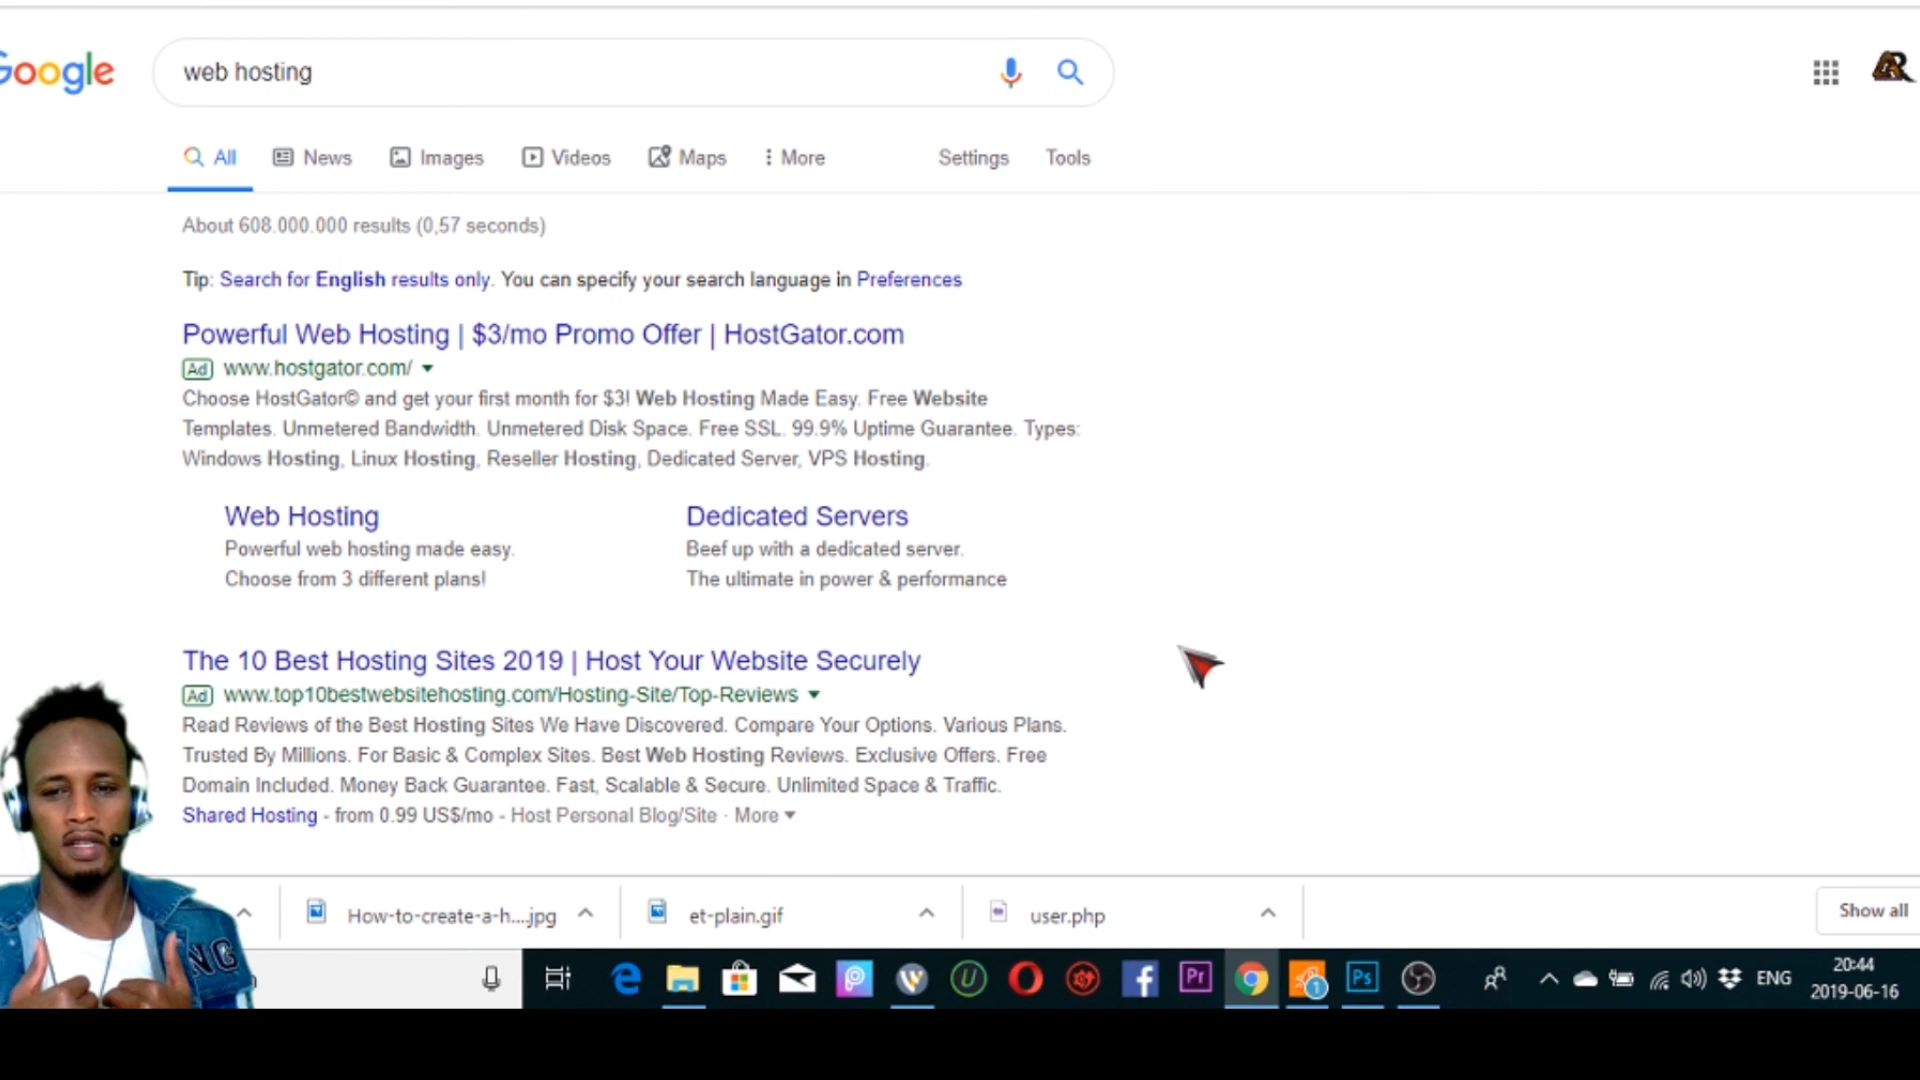 Google
web hosting
All News Images Videos Maps More Settings Tools
About 608.000.000 results (0,57 seconds)
Tip: Search for English results only. You can specify your search language in Preferences
Powerful Web Hosting | $3/mo Promo Offer | HostGator.com
Ad www.hostgator.com/
Choose HostGator© and get your first month for $3! Web Hosting Made Easy. Free Website
Templates. Unmetered Bandwidth. Unmetered Disk Space. Free SSL. 99.9% Uptime Guarantee. Types:
Windows Hosting, Linux Hosting, Reseller Hosting, Dedicated Server, VPS Hosting.
Web Hosting
Powerful web hosting made easy.
Choose from 3 different plans!
Dedicated Servers
Beef up with a dedicated server.
The ultimate in power & performance
The 10 Best Hosting Sites 2019 | Host Your Website Securely
Ad www.top10bestwebsitehosting.com/Hosting-Site/Top-Reviews
Read Reviews of the Best Hosting Sites We Have Discovered. Compare Your Options. Various Plans.
Trusted By Millions. For Basic & Complex Sites. Best Web Hosting Reviews. Exclusive Offers. Free
Domain Included. Money Back Guarantee. Fast, Scalable & Secure. Unlimited Space & Traffic.
Shared Hosting - from 0.99 US$/mo - Host Personal Blog/Site · More
How-to-create-a-h....jpg et-plain.gif user.php Show all
NG
Pr Ps 1 ENG
20:44
2019-06-16